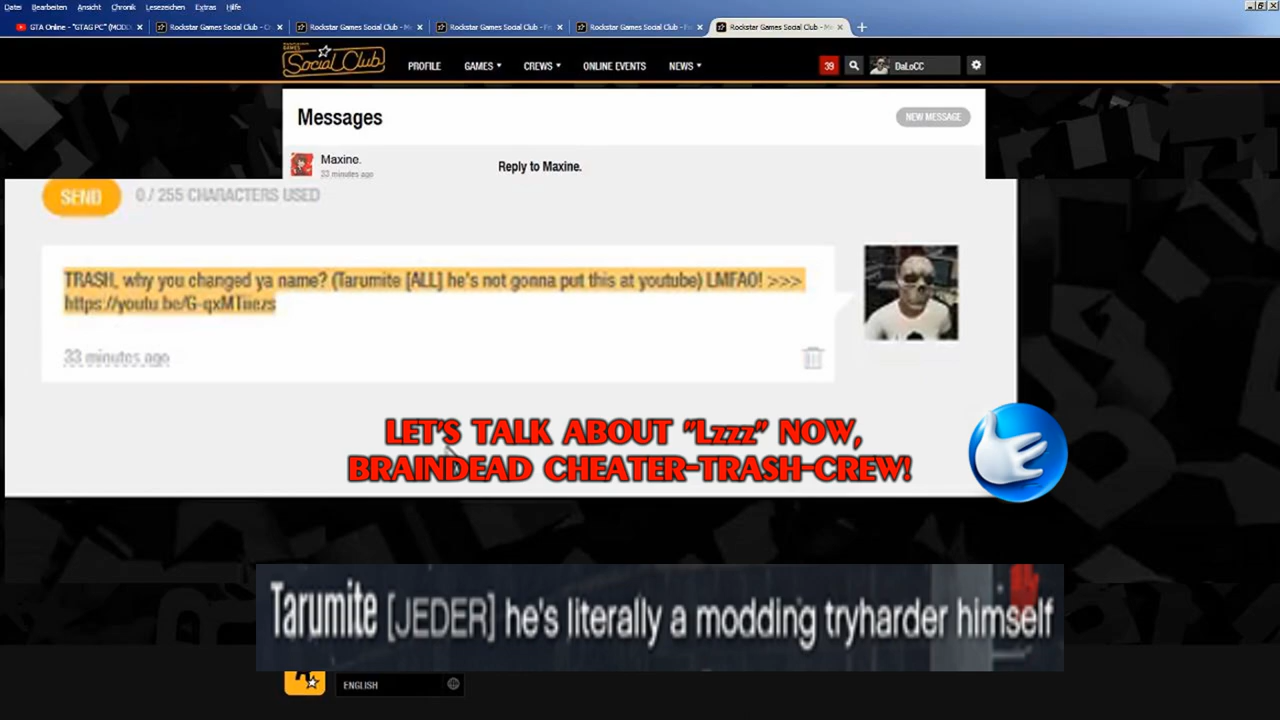 Datei Bearbeiten Ansicht Chronik Lesezeichen Extras Hilfe
GTA Online - "GTAG PC" (MODD Rockstar Games Social Club - Rockstar Games Social Club - M Rockstar Games Social Club - Fr Rockstar Games Social Club - Rockstar Games Social Club - M
GAMES
Social Club PROFILE GAMES CREWS ONLINE EVENTS NEWS 39 DaLoCC
Messages NEW MESSAGE
Maxine. Reply to Maxine.
33 minutes ago
SEND 0 / 255 CHARACTERS USED
TRASH, why you changed ya name? (Tarumite [ALL] he's not gonna put this at youtube) LMFAO! >>>
33 minutes ago
LET'S TALK ABOUT "Lzzz" NOW,
BRAINDEAD CHEATER-TRASH-CREW!
Tarumite [JEDER] he's literally a modding tryharder himself
ENGLISH